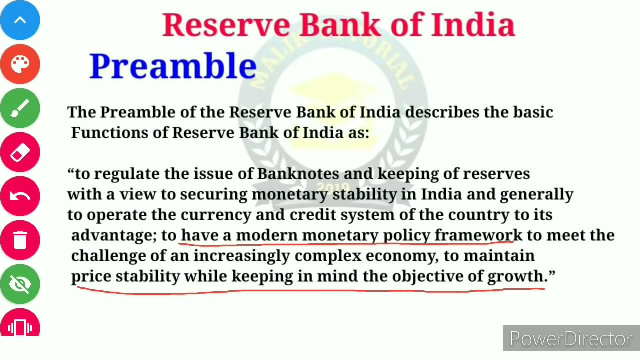 Reserve Bank of India
Preamble
The Preamble of the Reserve Bank of India describes the basic
Functions of Reserve Bank of India as:
“to regulate the issue of Banknotes and keeping of reserves
with a view to securing monetary stability in India and generally
to operate the currency and credit system of the country to its
advantage; to have a modern monetary policy framework to meet the
challenge of an increasingly complex economy, to maintain
price stability while keeping in mind the objective of growth.”
2019
PowerDirector